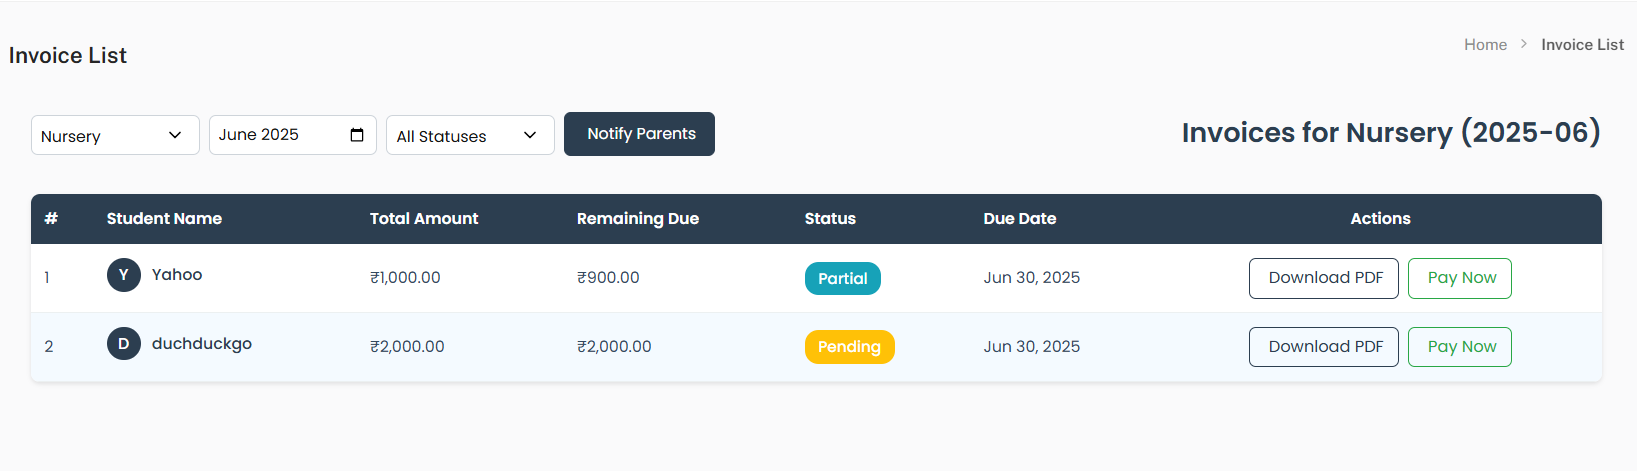 Home > Invoice List
Invoice List
Nursery June 2025 All Statuses Notify Parents Invoices for Nursery (2025-06)
# Student Name Total Amount Remaining Due Status Due Date Actions
1 Y Yahoo ₹1,000.00 ₹900.00 Partial Jun 30, 2025 Download PDF Pay Now
2 D duchduckgo ₹2,000.00 ₹2,000.00 Pending Jun 30, 2025 Download PDF Pay Now